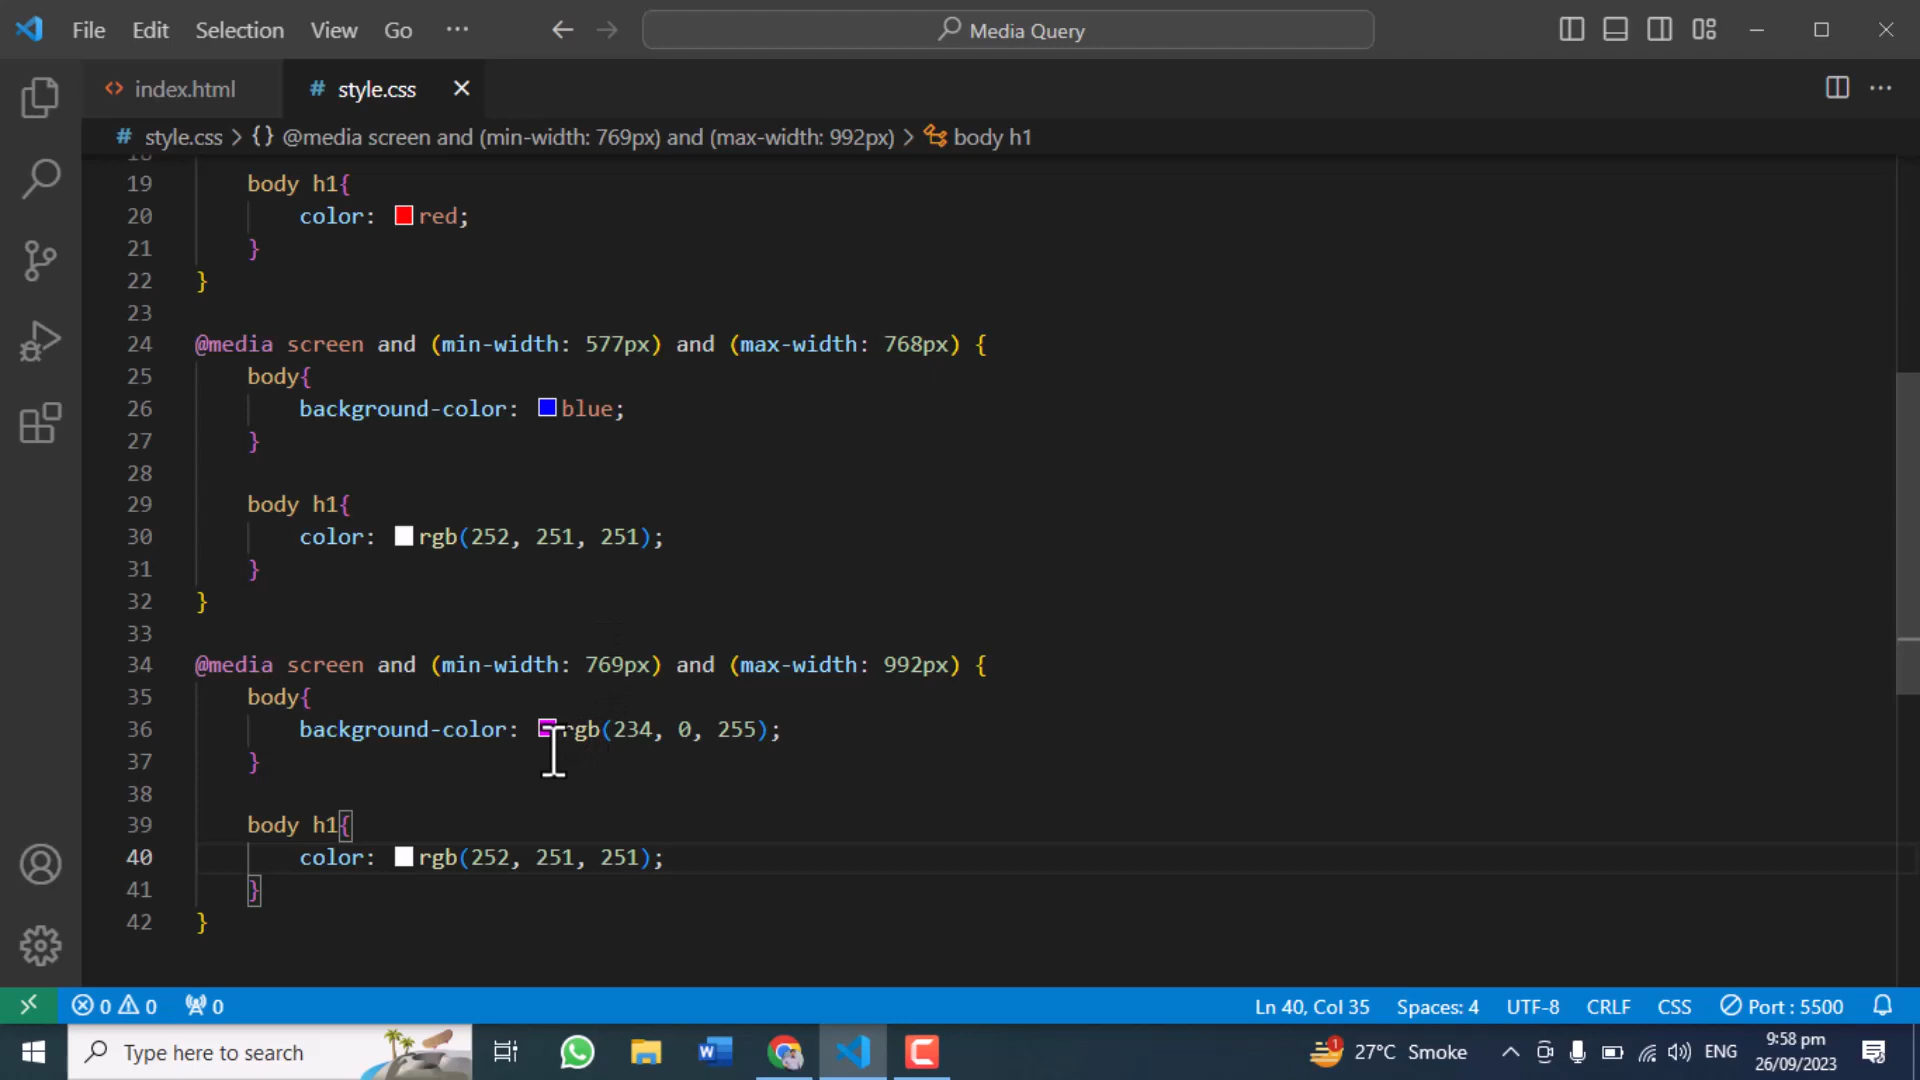 File Edit Selection View Go ··· Media Query
index.html
style.css
style.css > {} @media screen and (min-width: 769px) and (max-width: 992px) > body h1
19 body h1{
20 color: red;
21 }
22 }
23
24 @media screen and (min-width: 577px) and (max-width: 768px) {
25 body{
26 background-color: blue;
27 }
28
29 body h1{
30 color: rgb(252, 251, 251);
31 }
32 }
33
34 @media screen and (min-width: 769px) and (max-width: 992px) {
35 body{
36 background-color: rgb(234, 0, 255);
37 }
38
39 body h1{
40 color: rgb(252, 251, 251);
41 }
42 }
0 0 0 Ln 40, Col 35 Spaces: 4 UTF-8 CRLF CSS Port : 5500
Type here to search 1 27°C Smoke ENG 9:58 pm
26/09/2023